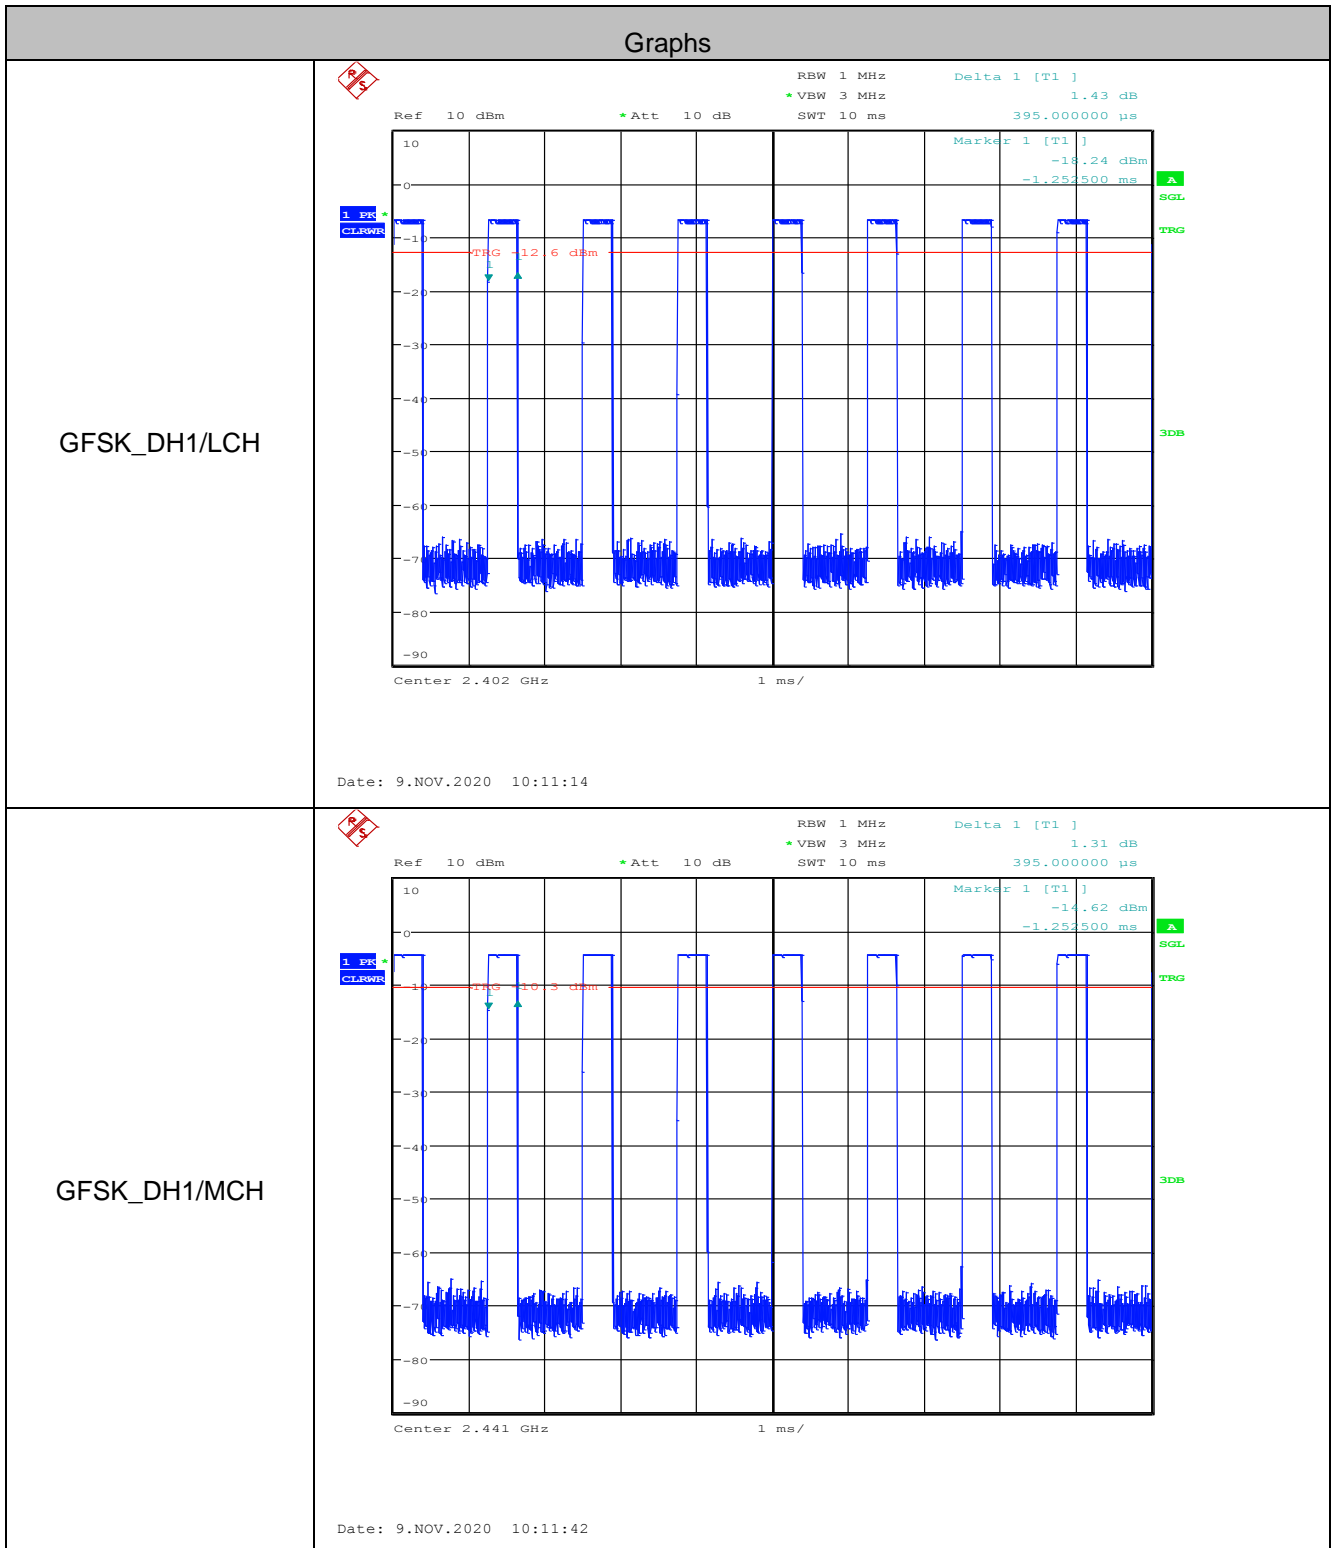 Graphs
GFSK_DH1/LCH
R S
RBW 1 MHz Delta 1 [T1 ]
* VBW 3 MHz 1.43 dB
Ref 10 dBm * Att 10 dB SWT 10 ms 395.000000 µs
10 Marker 1 [T1 ]
-18.24 dBm
-1.252500 ms A
0
SGL
1 PK *
CLRWR TRG
-10
TRG -12.6 dBm
1
-20
-30
-40
3DB
-50
-60
-70
-80
-90
Center 2.402 GHz 1 ms/
Date: 9.NOV.2020 10:11:14
GFSK_DH1/MCH
R S
RBW 1 MHz Delta 1 [T1 ]
* VBW 3 MHz 1.31 dB
Ref 10 dBm * Att 10 dB SWT 10 ms 395.000000 µs
10 Marker 1 [T1 ]
-14.62 dBm
-1.252500 ms A
0
SGL
1 PK *
CLRWR TRG
-10
TRG -10.3 dBm
1
-20
-30
-40
3DB
-50
-60
-70
-80
-90
Center 2.441 GHz 1 ms/
Date: 9.NOV.2020 10:11:42